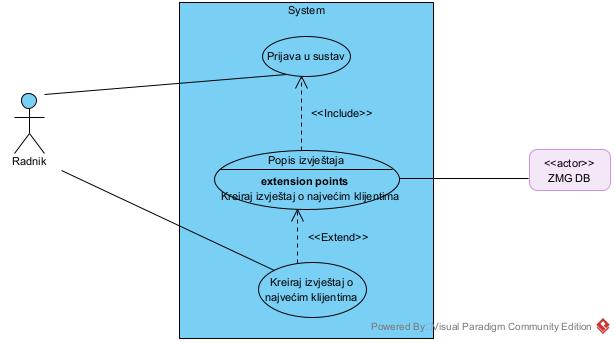 System
Prijava u sustav
<<Include>>
Radnik
Popis izvještaja
extension points
Kreiraj izvještaj o najvećim klijentima
<<actor>>
ZMG DB
<<Extend>>
Kreiraj izvještaj o
najvećim klijentima
Powered By: Visual Paradigm Community Edition